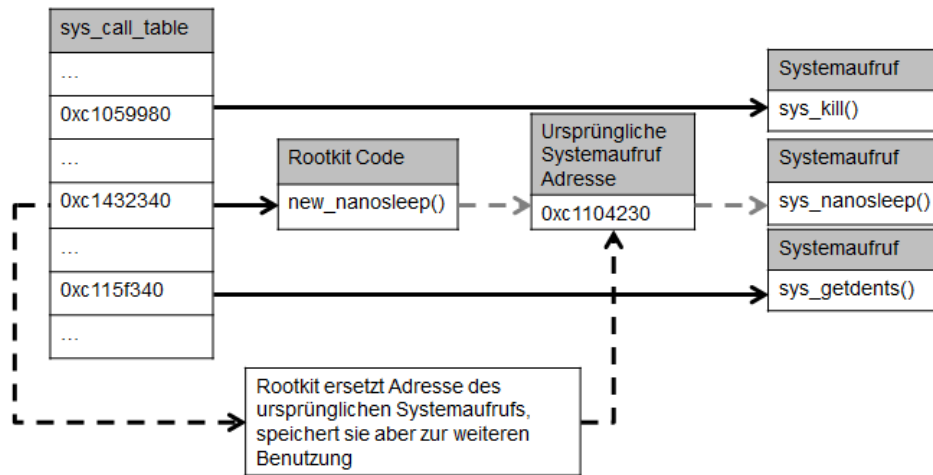 sys_call_table
...
0xc1059980
...
0xc1432340
...
0xc115f340
...
Rootkit Code
new_nanosleep()
Ursprüngliche
Systemaufruf
Adresse
0xc1104230
Systemaufruf
sys_kill()
Systemaufruf
sys_nanosleep()
Systemaufruf
sys_getdents()
Rootkit ersetzt Adresse des
ursprünglichen Systemaufrufs,
speichert sie aber zur weiteren
Benutzung